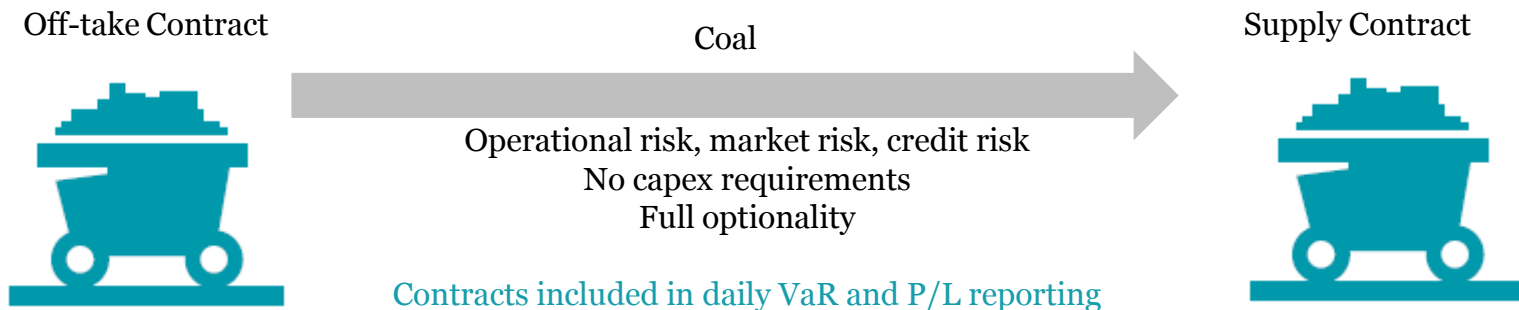 Off-take Contract
Coal
Supply Contract
Operational risk, market risk, credit risk
No capex requirements
Full optionality
Contracts included in daily VaR and P/L reporting